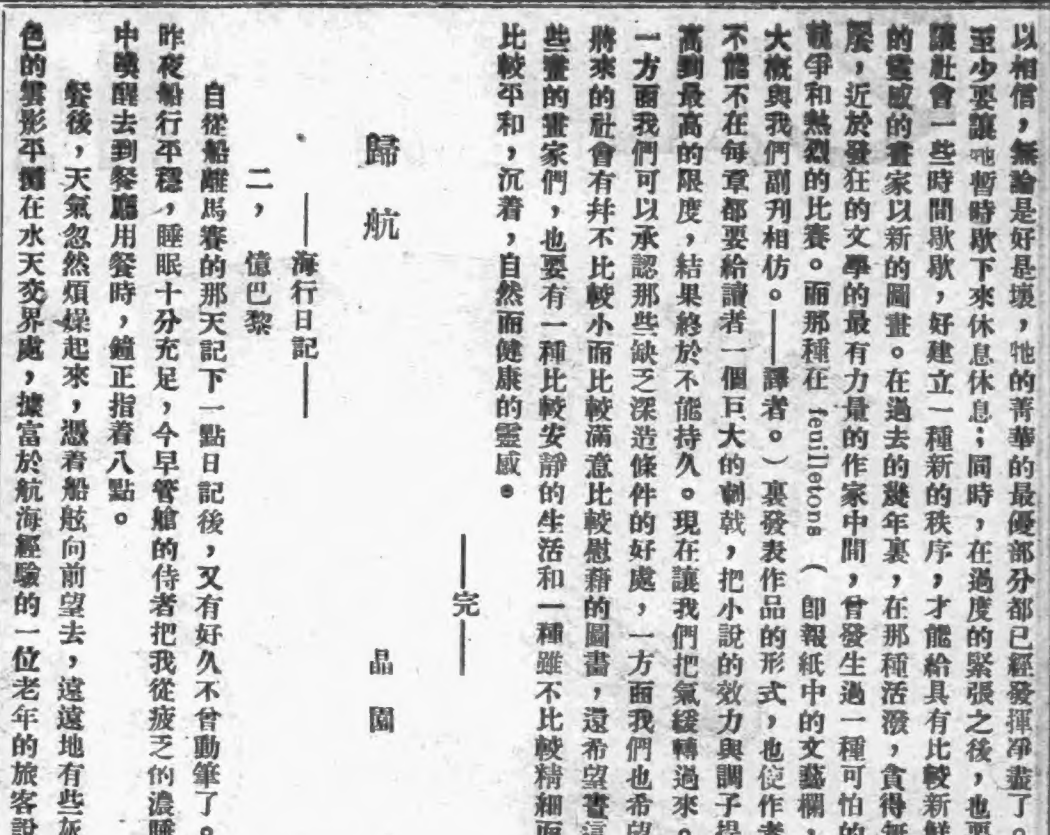 以相信，無論是好是壞，牠的菁華的最優部分都已經發揮淨盡了。
至少要讓牠暫時歇下來休息休息；同時，在過度的緊張之後，也要
讓社會一些時間歇歇，好建立一種新的秩序，才能給具有比較新鮮
的靈感的畫家以新的圖畫。在過去的幾年裏，在那種活潑，貪得無
厭，近於發狂的文學的最有力量的作家中間，曾發生過一種可怕的
競爭和熱烈的比賽。而那種在 feuilletons （ 卽報紙中的文藝欄，
大概與我們副刊相仿。——譯者。）裏發表作品的形式，也使作者
不能不在每章都要給讀者一個巨大的刺戟，把小說的效力與調子提
高到最高的限度，結果終於不能持久。現在讓我們把氣緩轉過來。
一方面我們可以承認那些缺乏深造條件的好處，一方面我們也希望
將來的社會有幷不比較小而比較滿意比較慰藉的圖畫，還希望畫這
些畫的畫家們，也要有一種比較安靜的生活和一種雖不比較精細而
比較平和，沉着，自然而健康的靈感。
——完——
歸航 晶園
——海行日記——
二，憶巴黎
自從船離馬賽的那天記下一點日記後，又有好久不曾動筆了。
昨夜船行平穩，睡眠十分充足，今早管艙的侍者把我從疲乏的濃睡
中喚醒去到餐廳用餐時，鐘正指着八點。
餐後，天氣忽然煩燥起來，憑着船舷向前望去，遠遠地有些灰
色的雲影平懶在水天交界處，據富於航海經驗的一位老年的旅客說